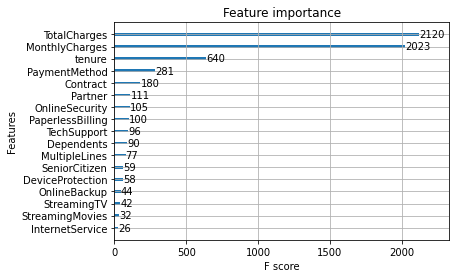 Feature importance
TotalCharges 2120
MonthlyCharges 2023
tenure 640
PaymentMethod 281
Contract 180
Partner 111
OnlineSecurity 105
PaperlessBilling 100
TechSupport 96
Dependents 90
MultipleLines 77
SeniorCitizen 59
DeviceProtection 58
OnlineBackup 44
StreamingTV 42
StreamingMovies 32
InternetService 26
Features
0 500 1000 1500 2000
F score